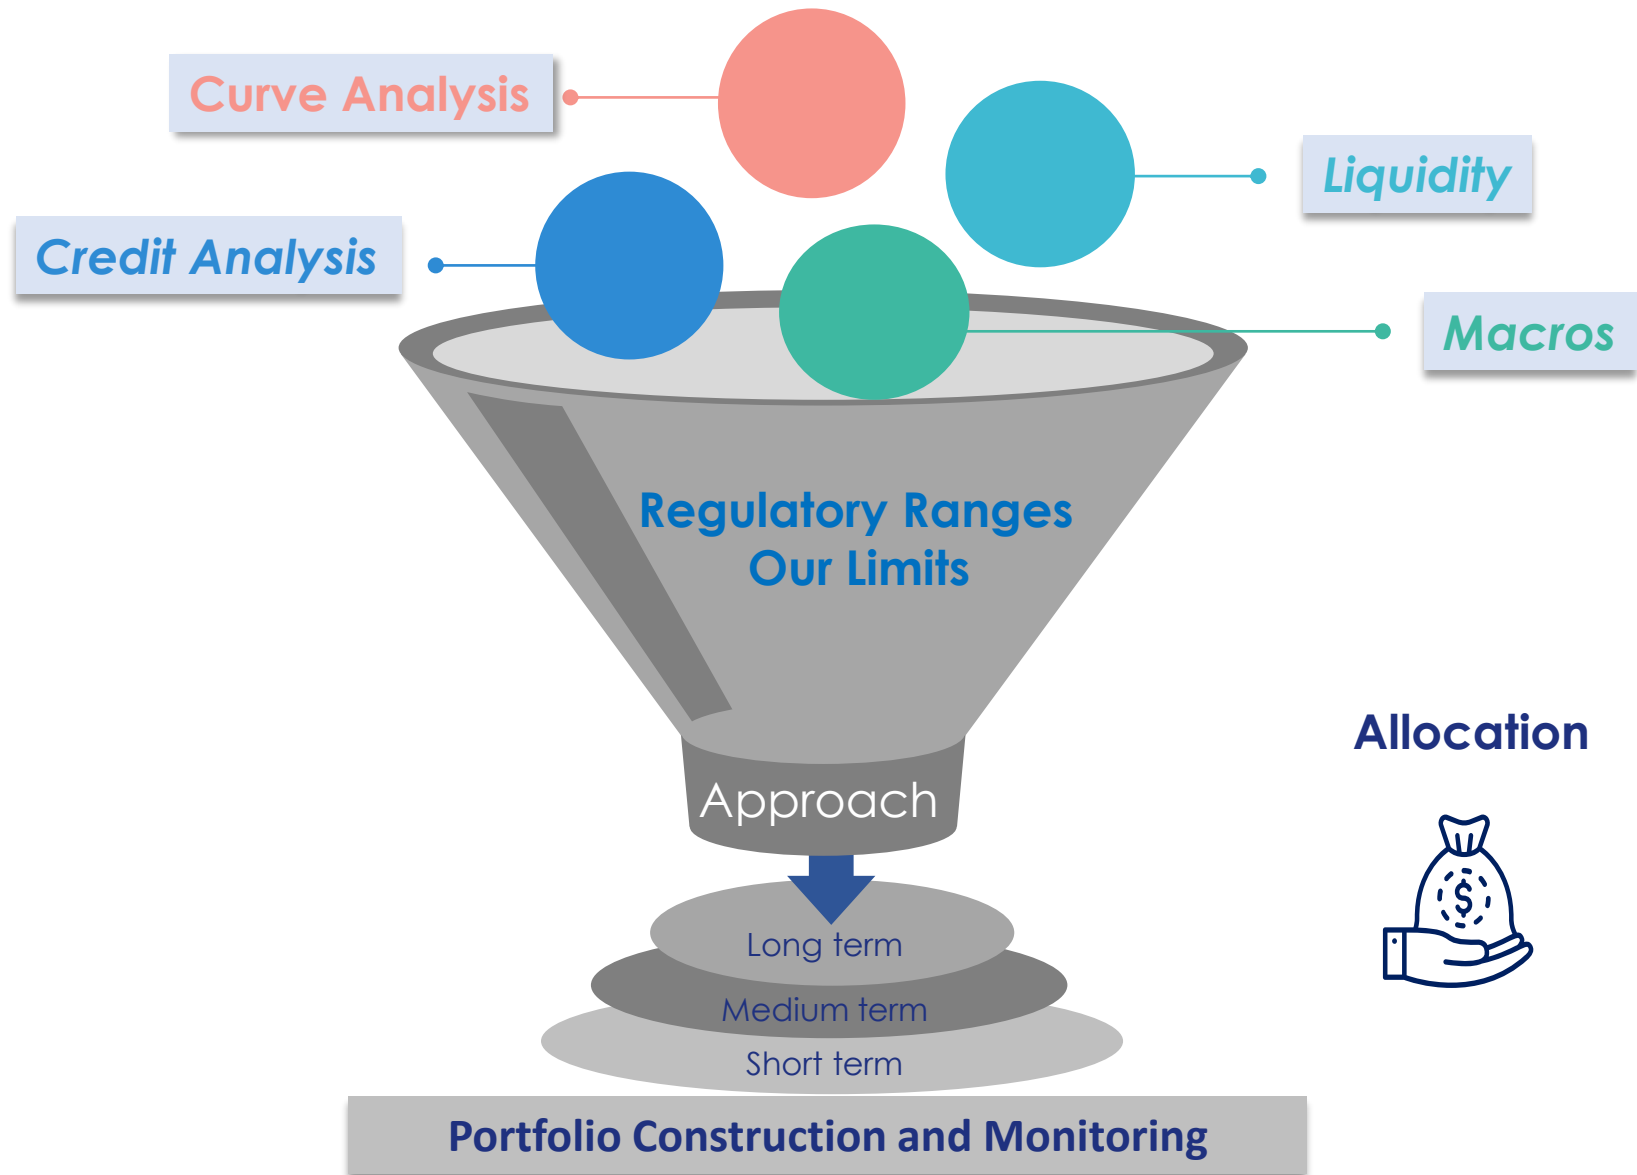 Curve Analysis
Liquidity
Credit Analysis
Macros
Regulatory Ranges
Our Limits
Allocation
Approach
$
Long term
Medium term
Short term
Portfolio Construction and Monitoring